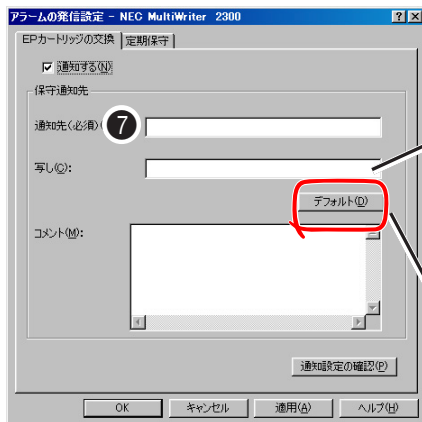 アラームの発信設定 - NEC MultiWriter 2300
EPカートリッジの交換 定期保守
通知する(N)
保守通知先
通知先(必須)( 7
写し(C):
デフォルト(D)
コメント(M):
通知設定の確認(P)
OK キャンセル 適用(A) ヘルプ(H)